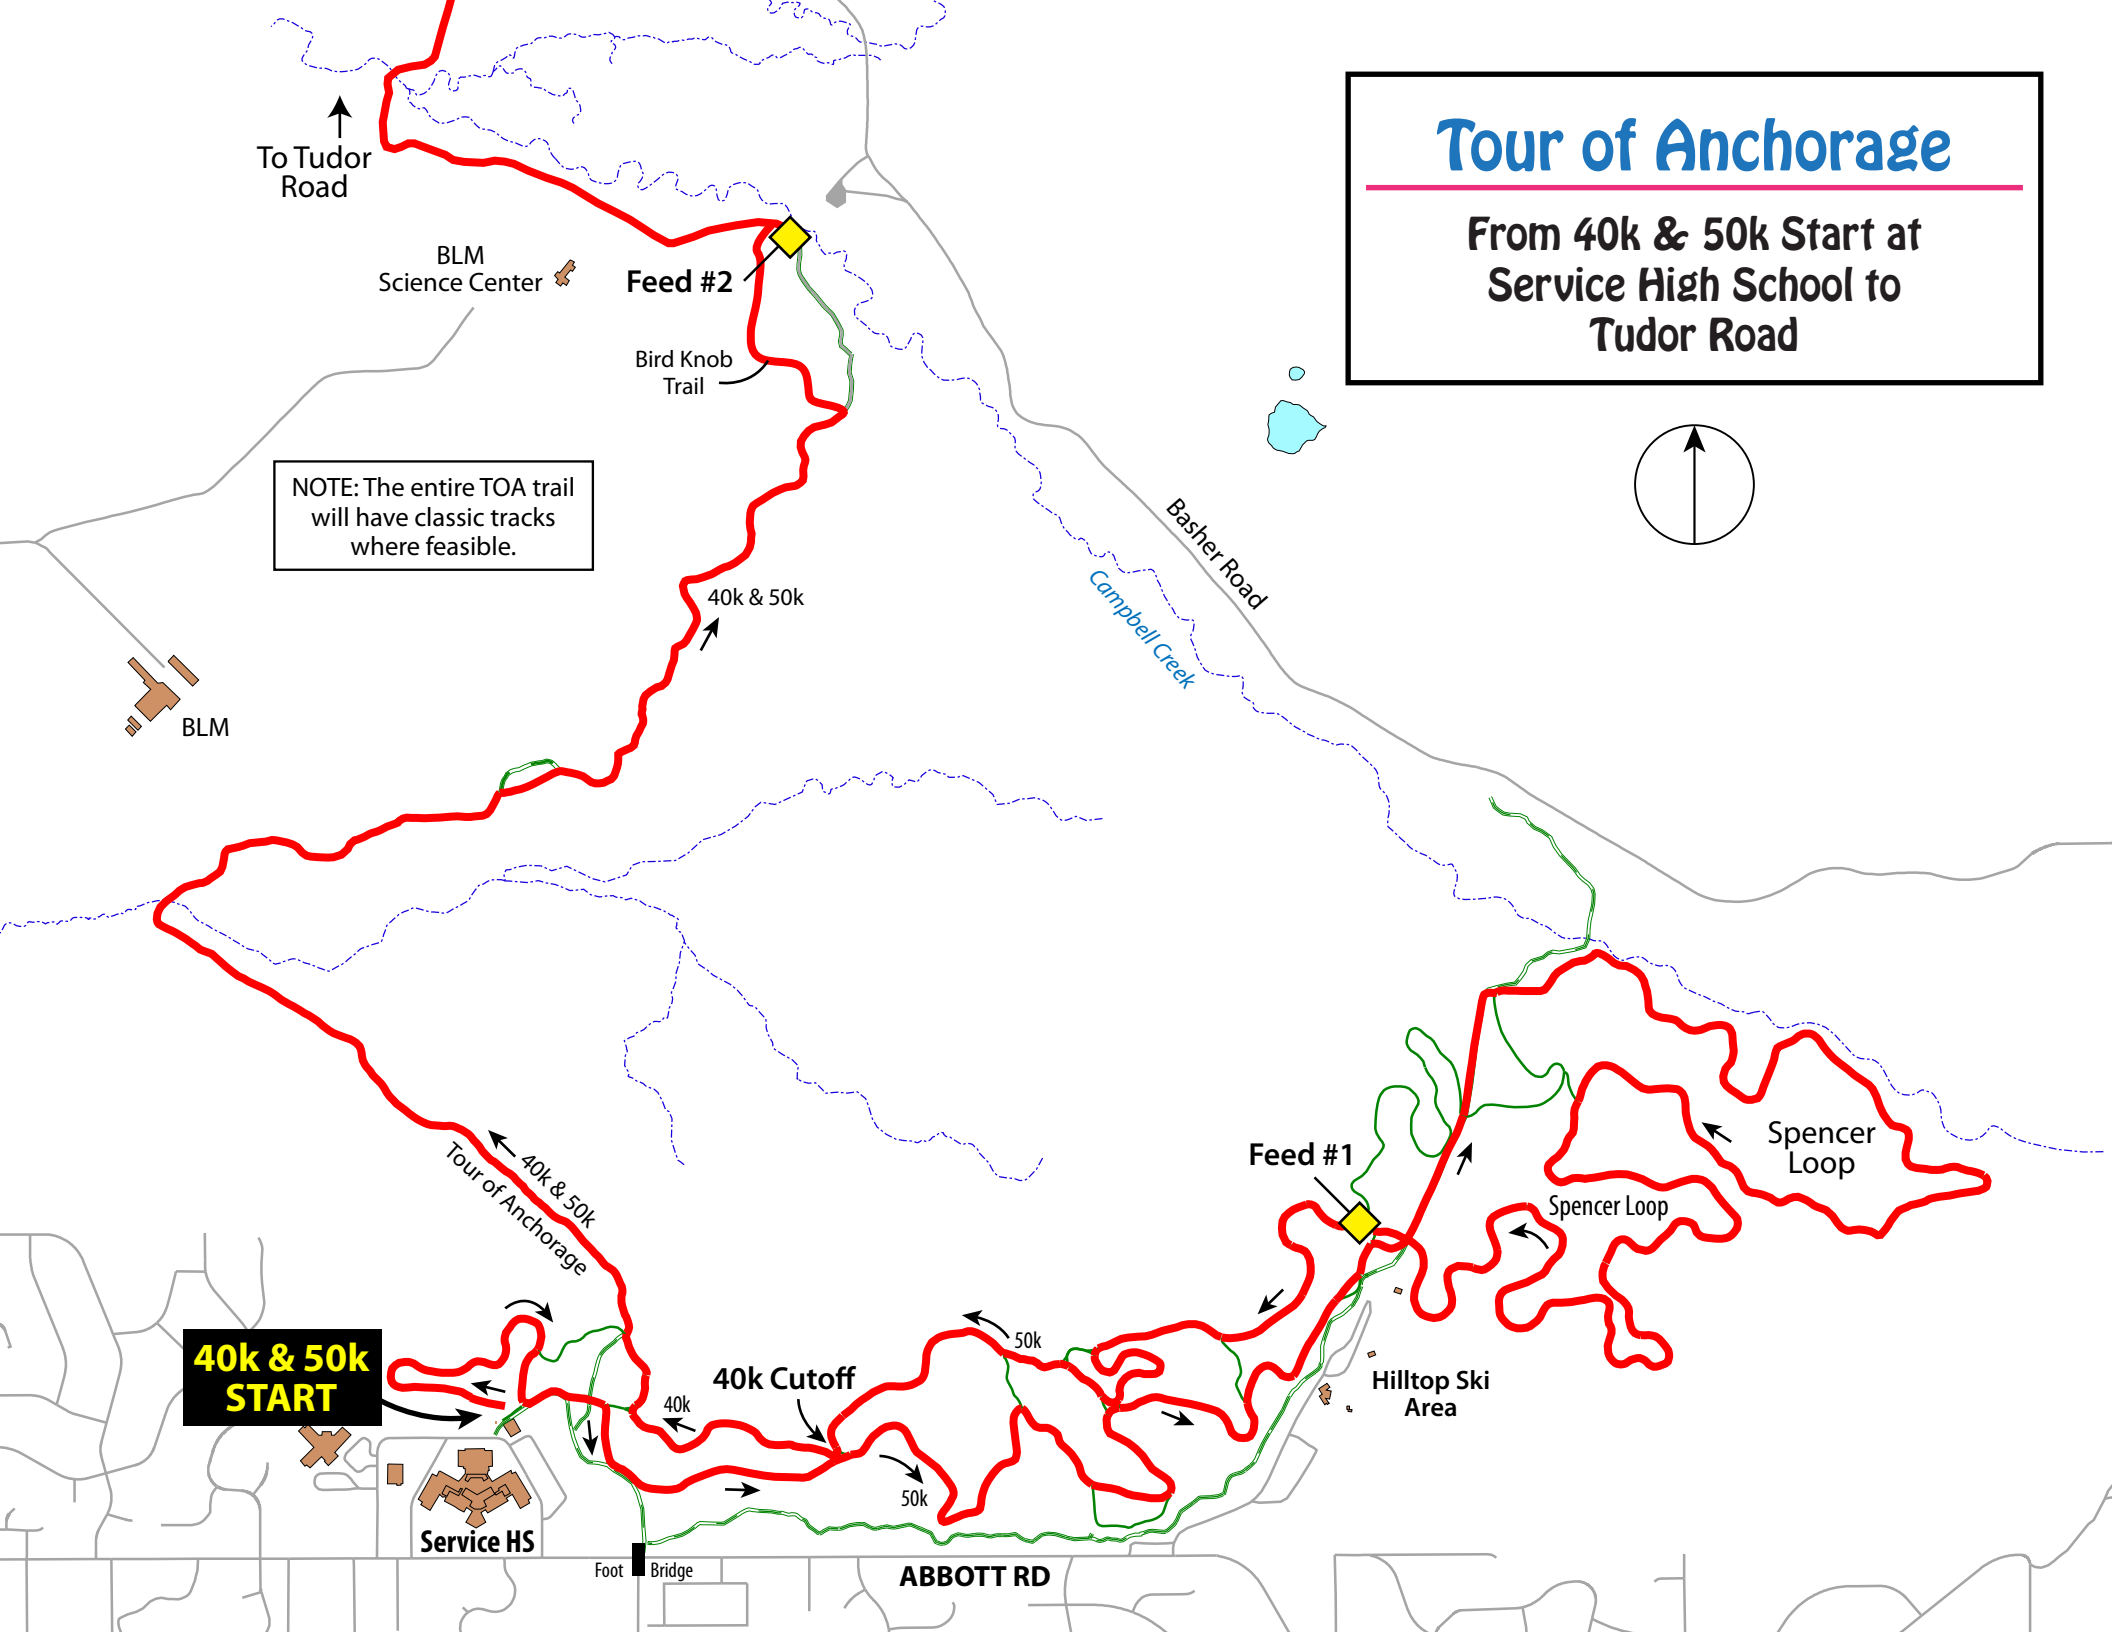 Tour of Anchorage
From 40k & 50k Start at
Service High School to
Tudor Road
To Tudor
Road
BLM
Science Center
Feed #2
Bird Knob
Trail
NOTE: The entire TOA trail
will have classic tracks
where feasible.
Basher Road
Campbell Creek
40k & 50k
BLM
40k & 50k
Tour of Anchorage
Feed #1
Spencer
Loop
Spencer Loop
40k & 50k
START
50k
40k Cutoff
40k
Hilltop Ski
Area
50k
Service HS
Foot Bridge
ABBOTT RD